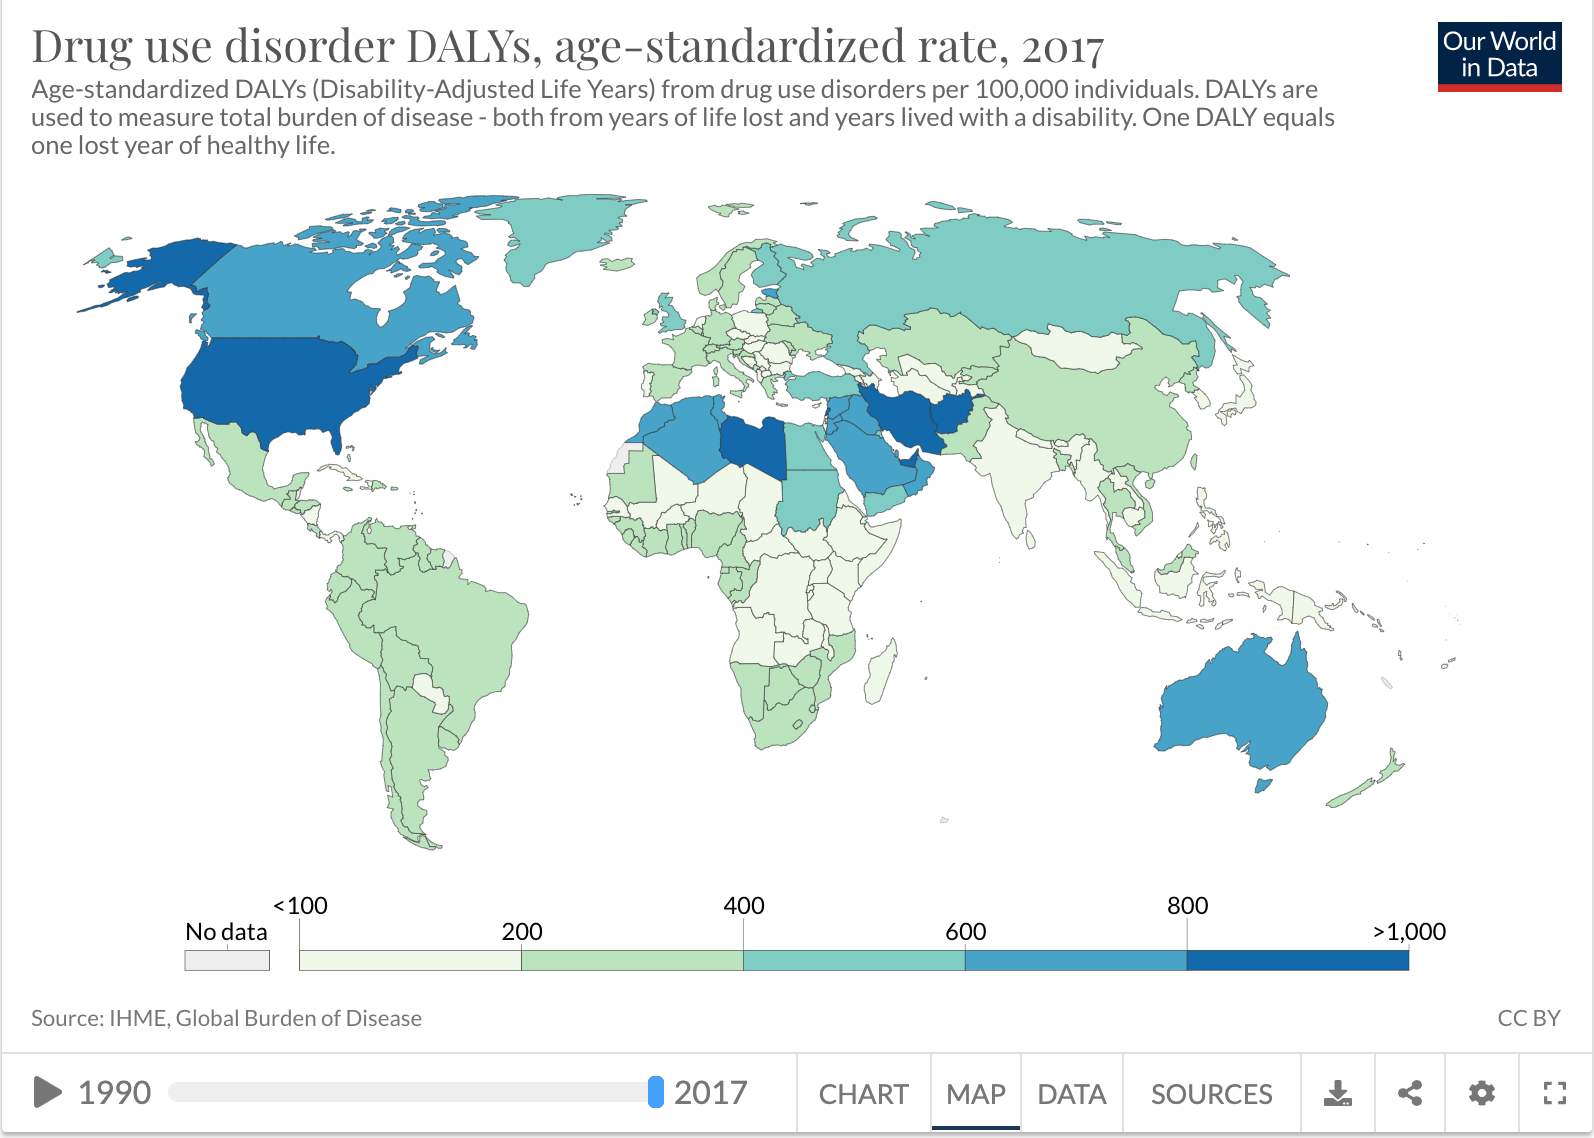 Drug use disorder DALYs, age-standardized rate, 2017
Our World
in Data
Age-standardized DALYs (Disability-Adjusted Life Years) from drug use disorders per 100,000 individuals. DALYs are
used to measure total burden of disease - both from years of life lost and years lived with a disability. One DALY equals
one lost year of healthy life.
<100
400
800
No data
200
600
>1,000
Source: IHME, Global Burden of Disease
CC BY
1990
2017
CHART
MAP
DATA
SOURCES